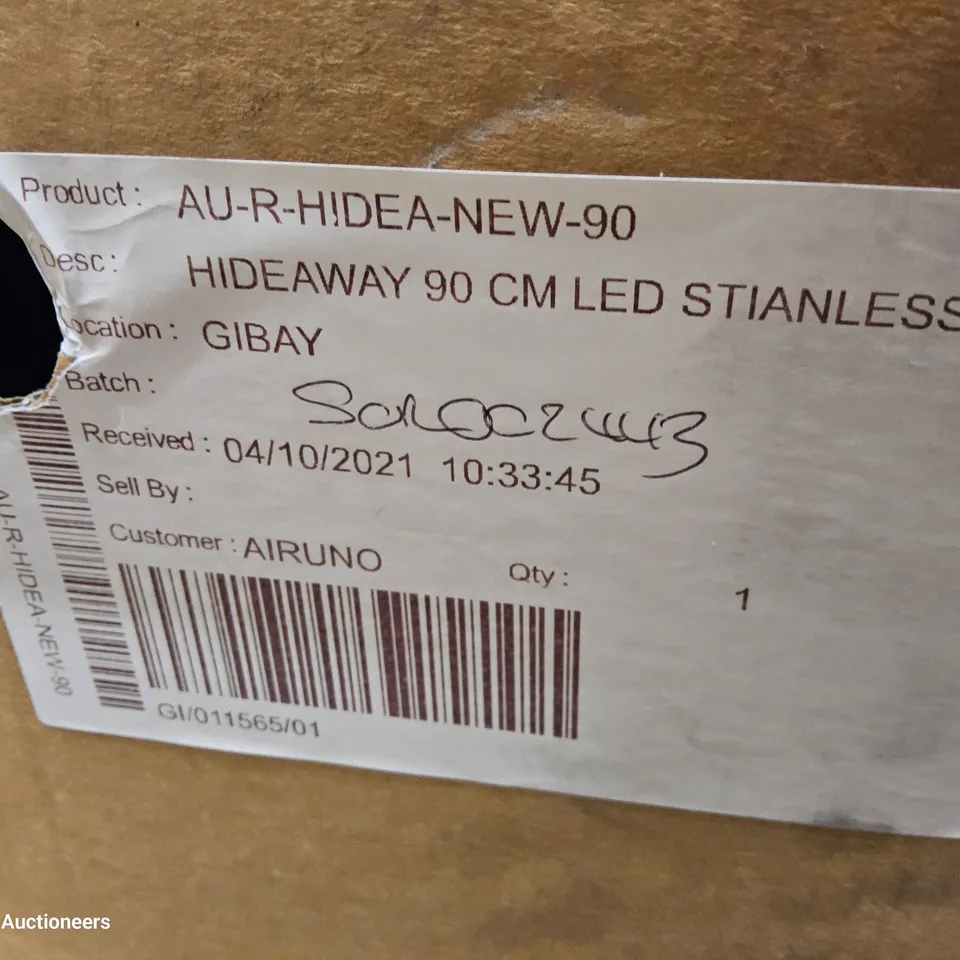 Product : AU-R-HIDEA-NEW-90
Desc : HIDEAWAY 90 CM LED STIANLESS
Location : GIBAY
Batch :
Received : 04/10/2021 10:33:45
Sell By :
Customer : AIRUNO
Qty : 1
GI/011565/01
AU-R-HIDEA-NEW-90
Auctioneers